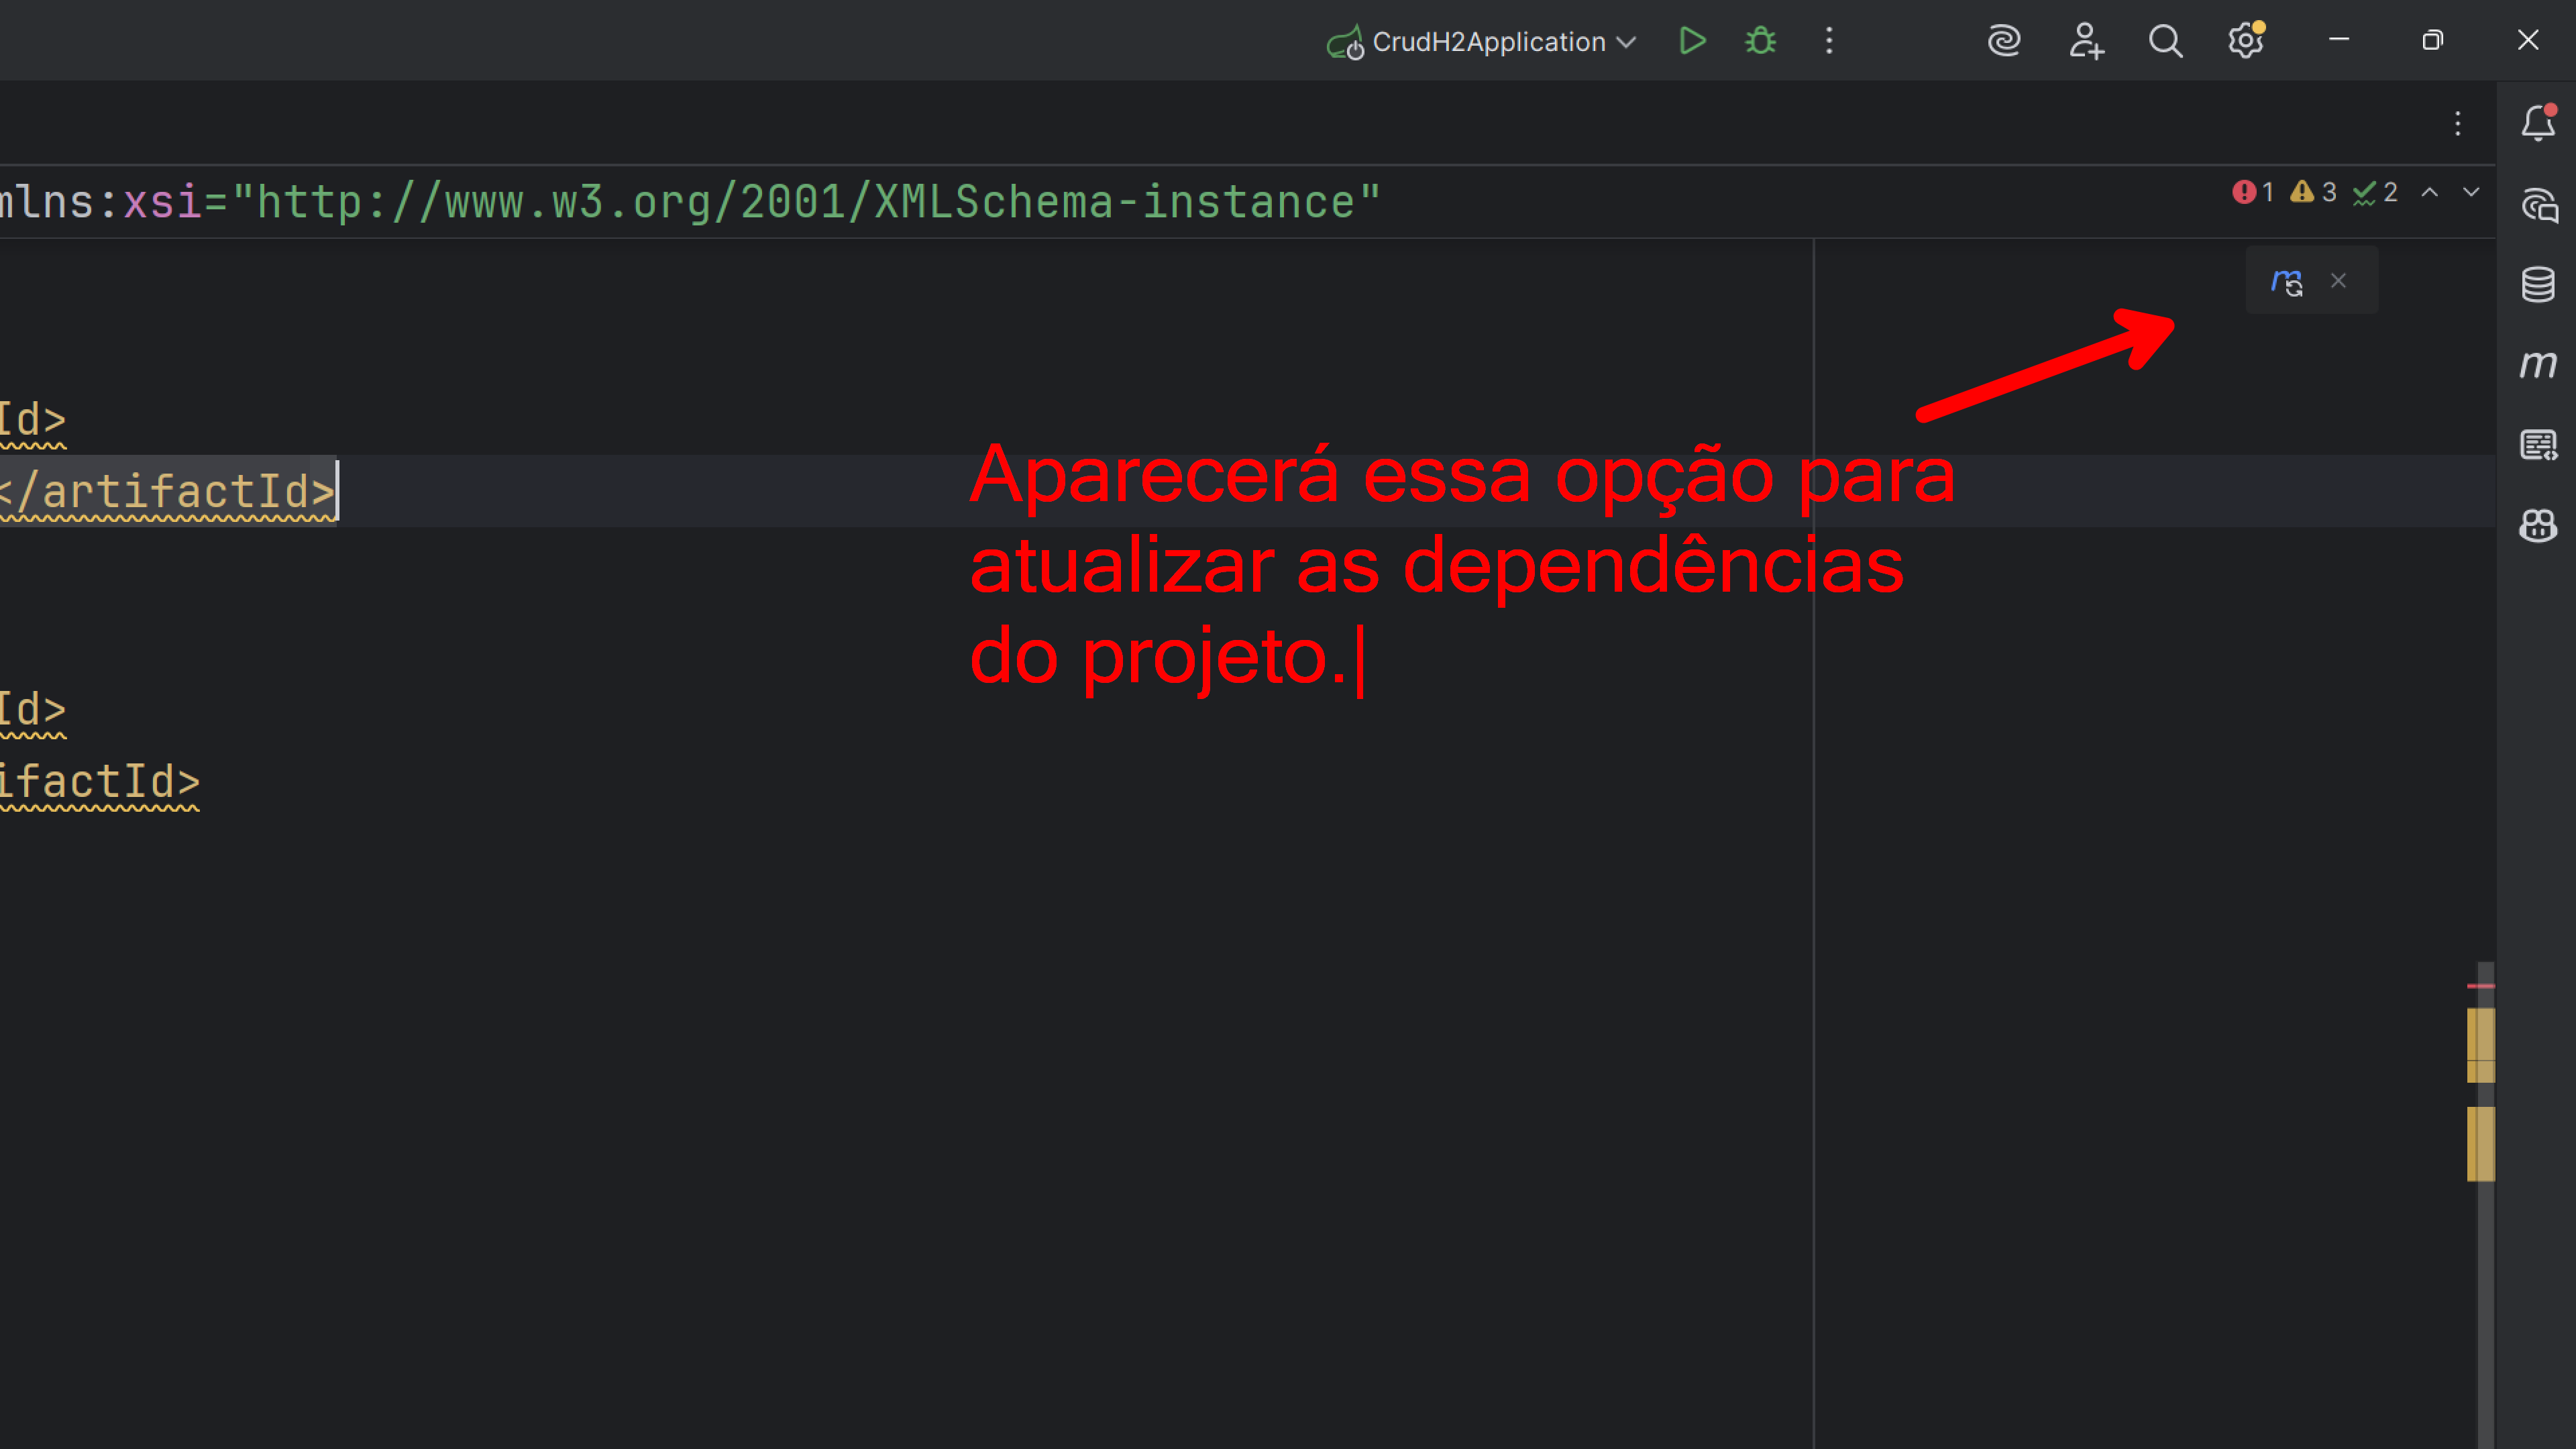 CrudH2Application
mlns:xsi="http://www.w3.org/2001/XMLSchema-instance"
1 3 2
m
m
Id>
</artifactId>
Aparecerá essa opção para
atualizar as dependências
do projeto.
Id>
ifactId>